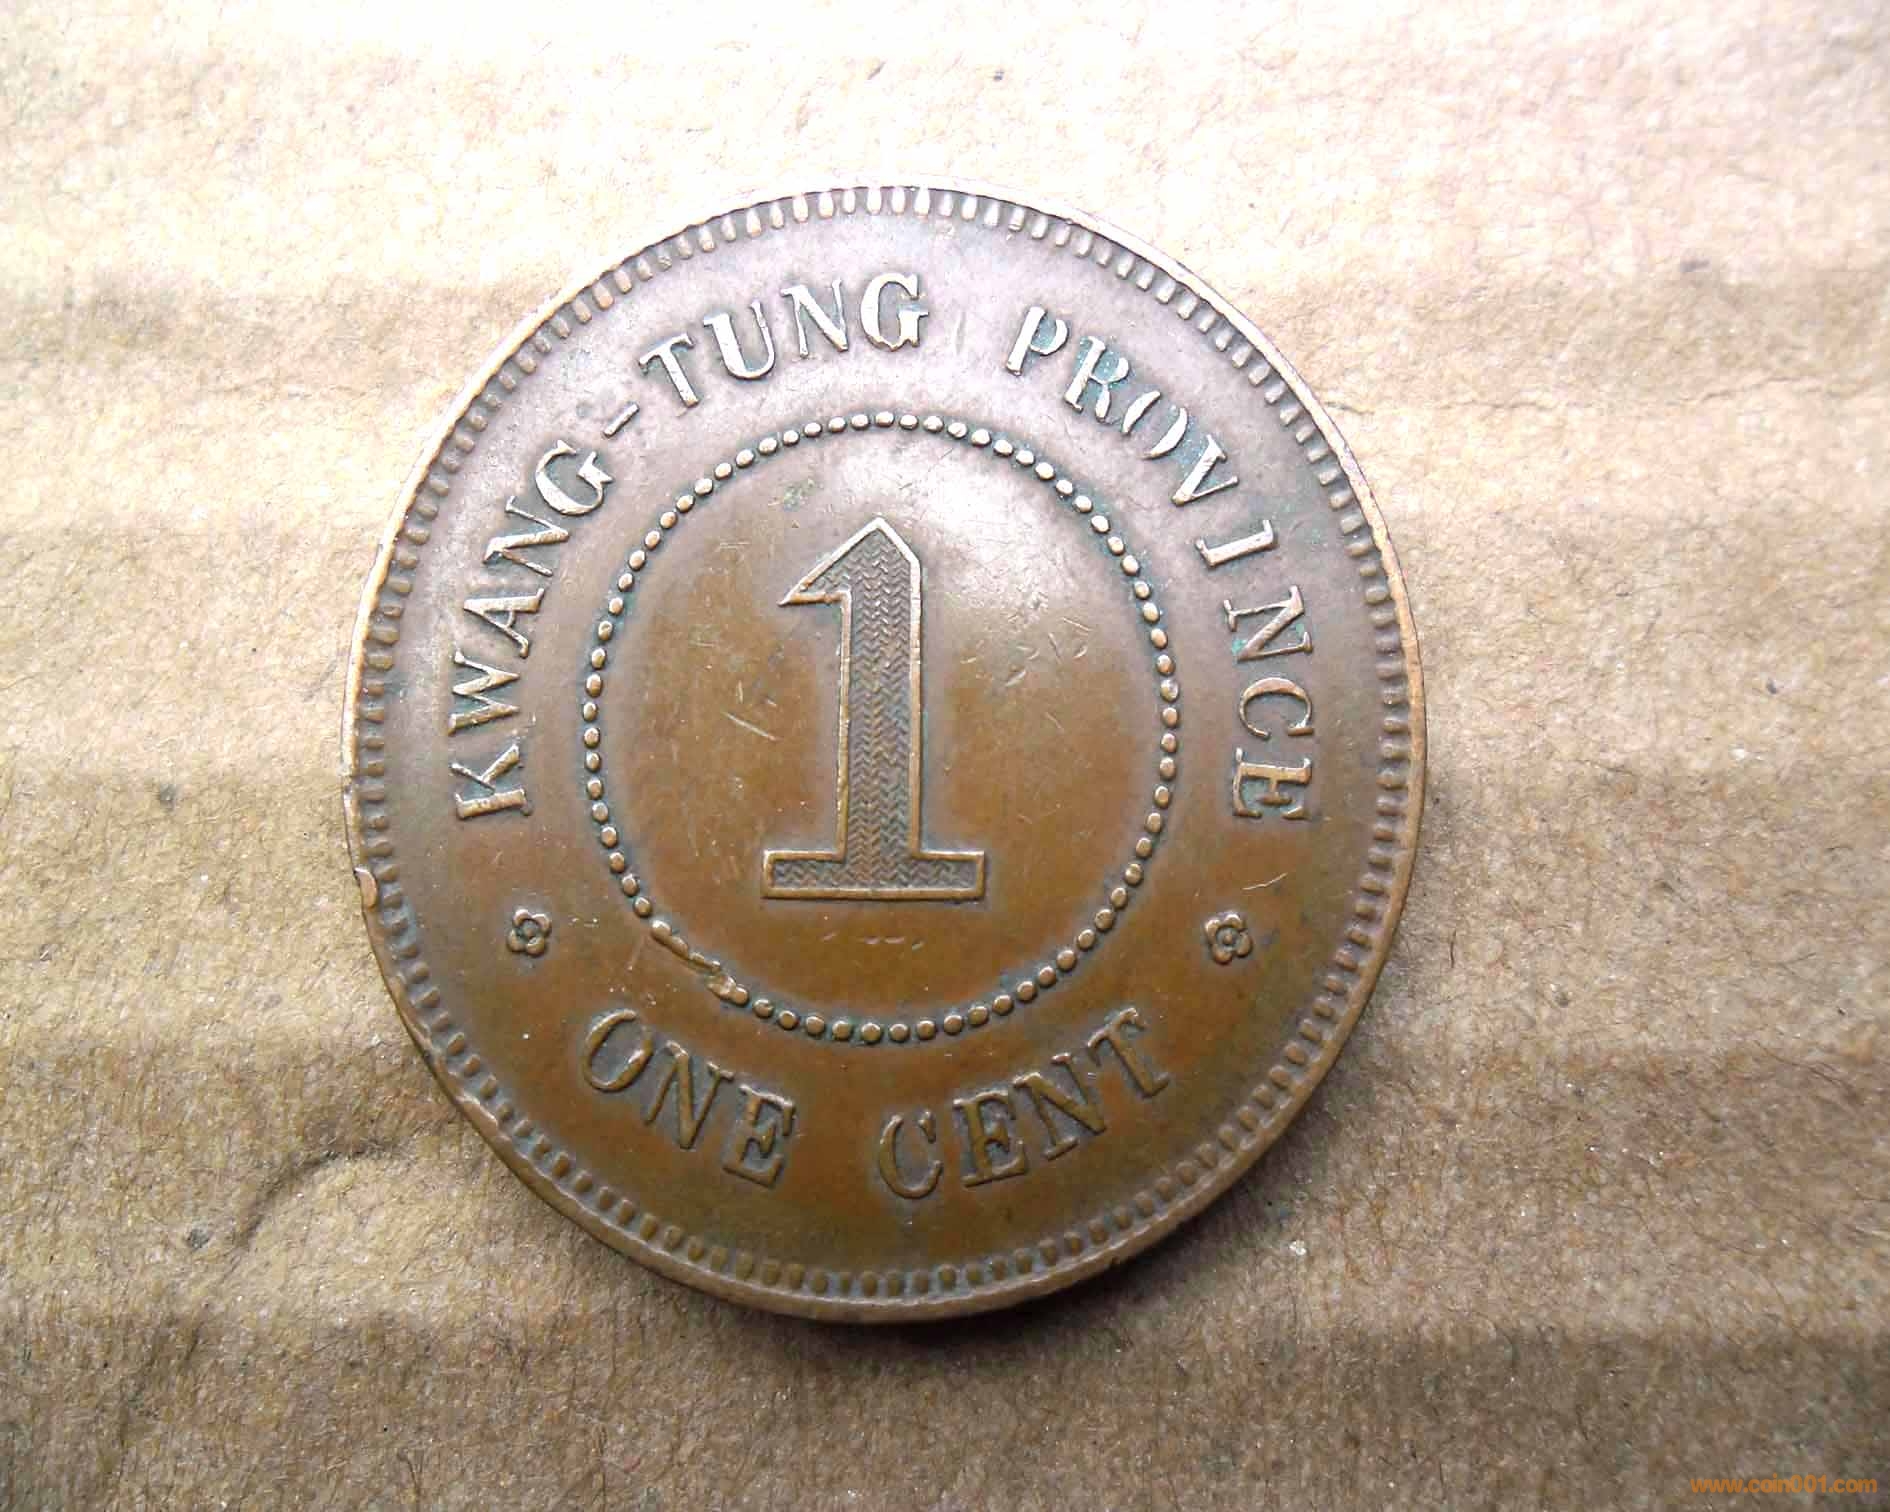 KWANG-TUNG PROVINCE
1
ONE CENT
www.coin001.com